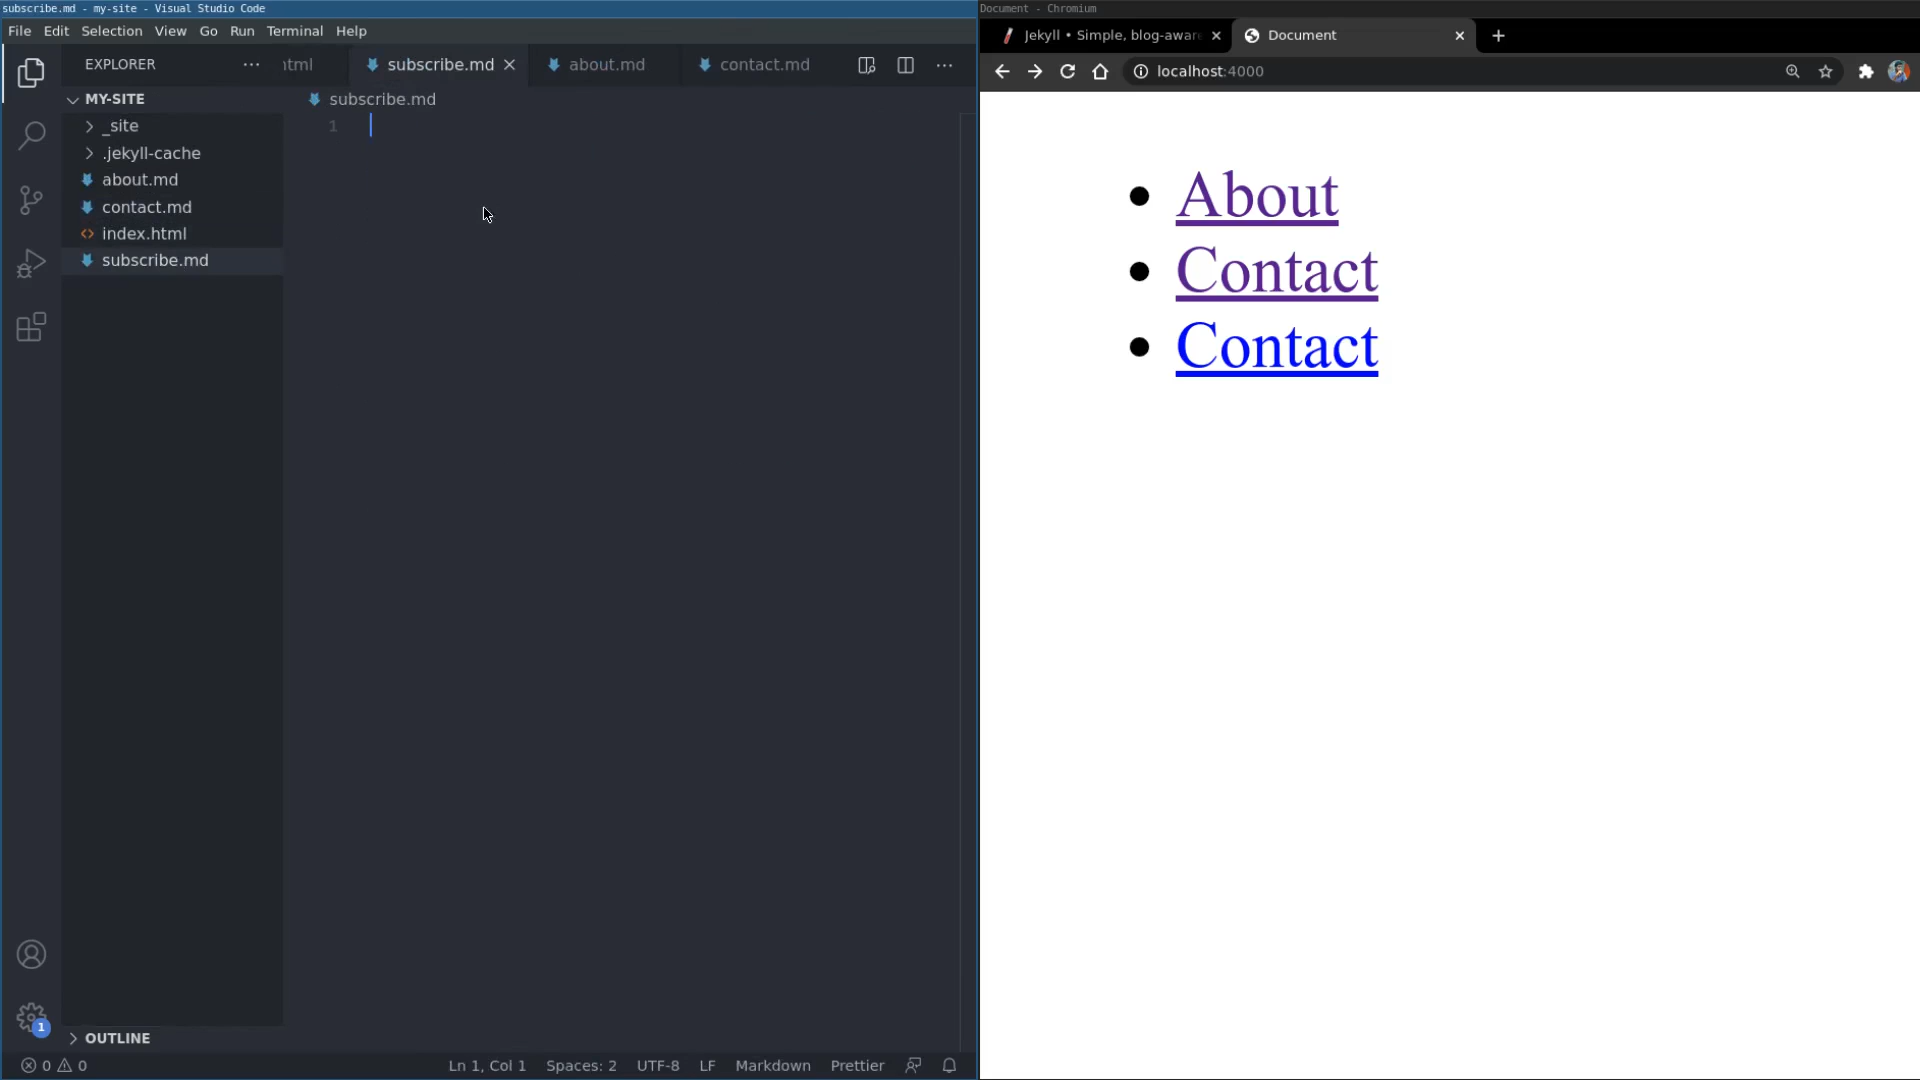 subscribe.md - my-site - Visual Studio Code
File Edit Selection View Go Run Terminal Help
EXPLORER
html
subscribe.md
about.md
contact.md
MY-SITE
_site
.jekyll-cache
about.md
contact.md
index.html
subscribe.md
OUTLINE
subscribe.md
1
1
0 0
Ln 1, Col 1 Spaces: 2 UTF-8 LF Markdown Prettier
Document - Chromium
Jekyll • Simple, blog-aware
Document
localhost:4000
About
Contact
Contact